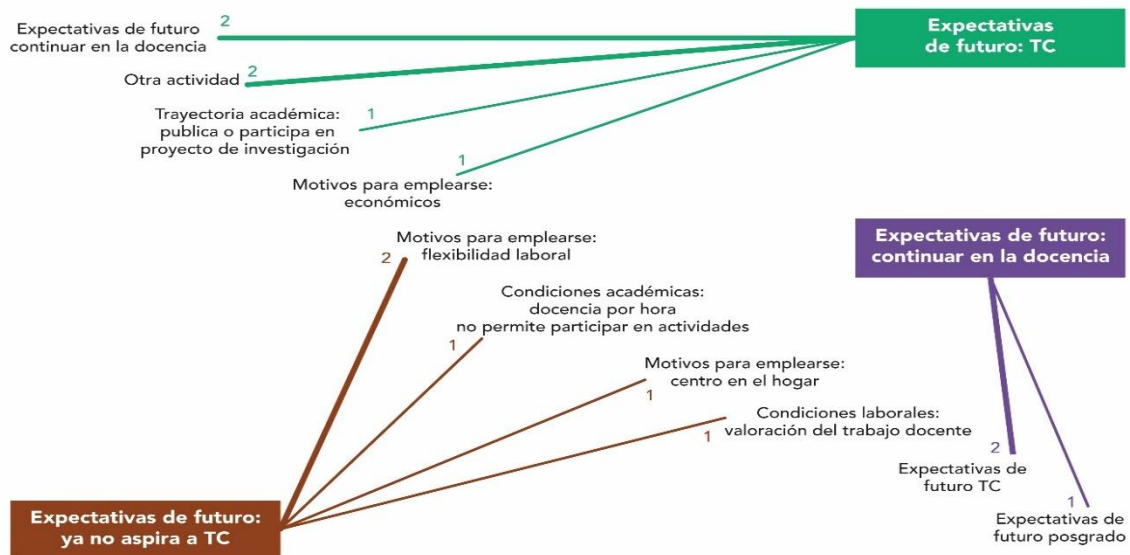 Expectativas de futuro
continuar en la docencia
2
Expectativas
de futuro: TC
Otra actividad
2
Trayectoria académica:
publica o participa en
proyecto de investigación
1
Motivos para emplearse:
económicos
1
Motivos para emplearse:
flexibilidad laboral
2
Condiciones académicas:
docencia por hora
no permite participar en actividades
1
Motivos para emplearse:
centro en el hogar
1
Condiciones laborales:
valoración del trabajo docente
1
Expectativas de futuro:
ya no aspira a TC
Expectativas de futuro:
continuar en la docencia
2
Expectativas de
futuro TC
1
Expectativas de
futuro posgrado